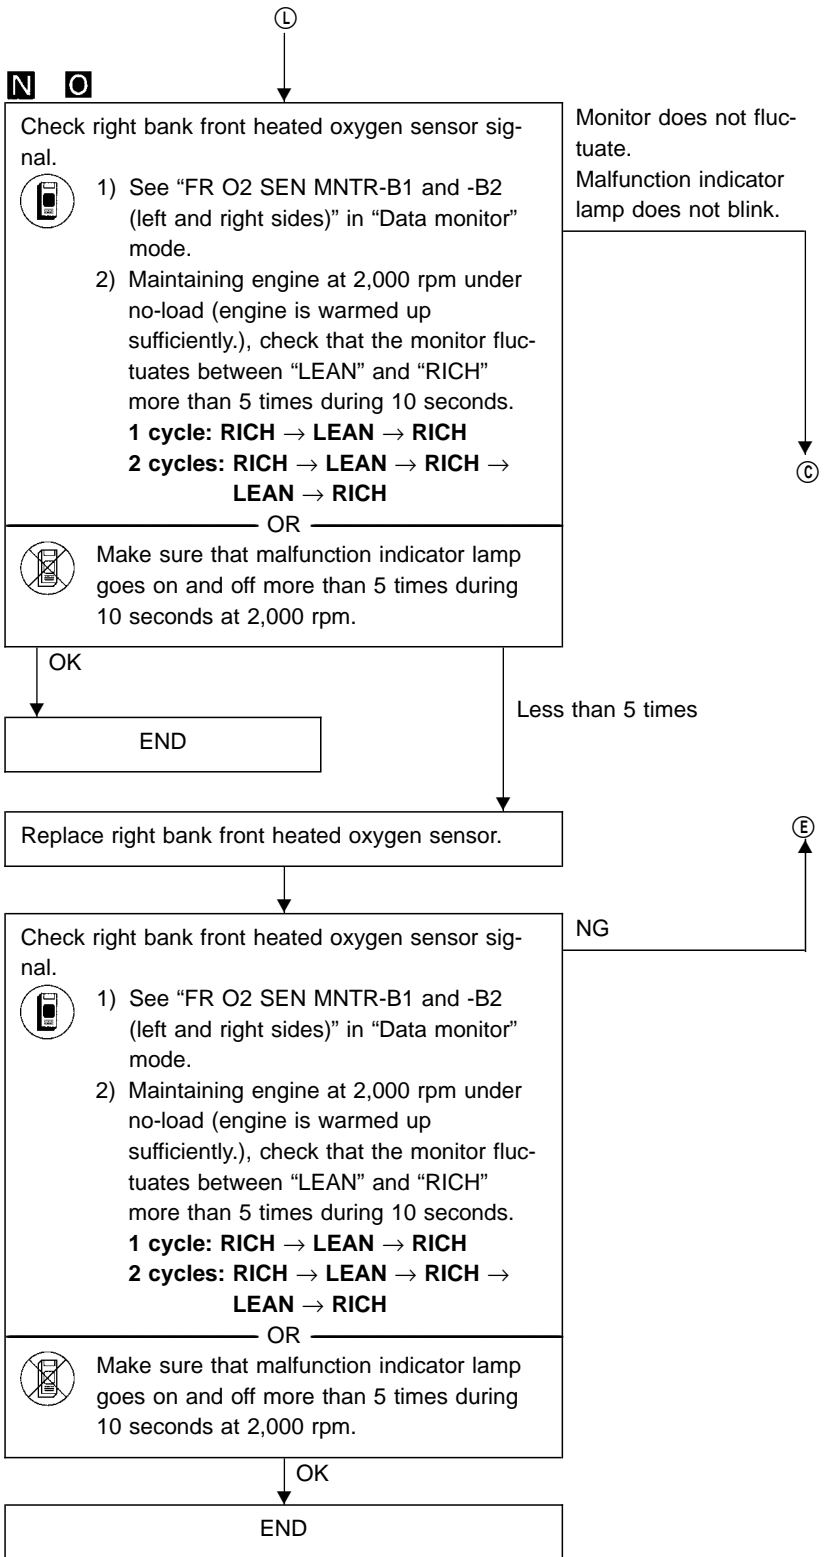 Ⓛ
N O
Check right bank front heated oxygen sensor sig-
nal.
1) See “FR O2 SEN MNTR-B1 and -B2
(left and right sides)” in “Data monitor”
mode.
2) Maintaining engine at 2,000 rpm under
no-load (engine is warmed up
sufficiently.), check that the monitor fluc-
tuates between “LEAN” and “RICH”
more than 5 times during 10 seconds.
1 cycle: RICH → LEAN → RICH
2 cycles: RICH → LEAN → RICH →
LEAN → RICH
OR
Make sure that malfunction indicator lamp
goes on and off more than 5 times during
10 seconds at 2,000 rpm.
Monitor does not fluc-
tuate.
Malfunction indicator
lamp does not blink.
Ⓒ
OK
END
Less than 5 times
Replace right bank front heated oxygen sensor.
Ⓔ
Check right bank front heated oxygen sensor sig-
nal.
1) See “FR O2 SEN MNTR-B1 and -B2
(left and right sides)” in “Data monitor”
mode.
2) Maintaining engine at 2,000 rpm under
no-load (engine is warmed up
sufficiently.), check that the monitor fluc-
tuates between “LEAN” and “RICH”
more than 5 times during 10 seconds.
1 cycle: RICH → LEAN → RICH
2 cycles: RICH → LEAN → RICH →
LEAN → RICH
OR
Make sure that malfunction indicator lamp
goes on and off more than 5 times during
10 seconds at 2,000 rpm.
NG
OK
END